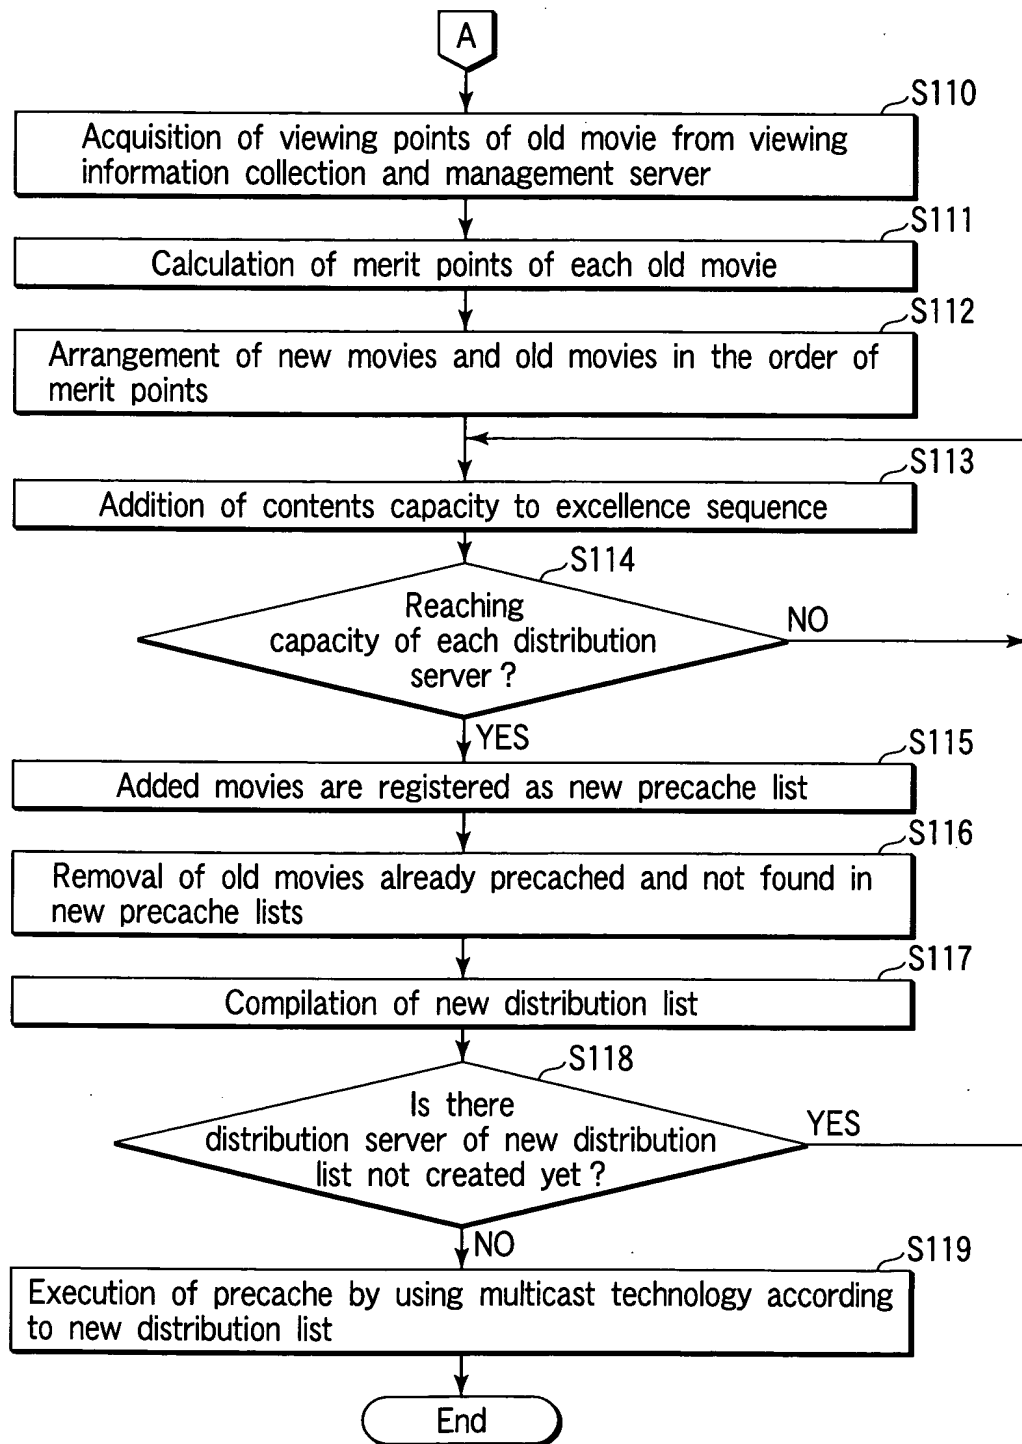 A
S110
Acquisition of viewing points of old movie from viewing
information collection and management server
S111
Calculation of merit points of each old movie
S112
Arrangement of new movies and old movies in the order of
merit points
S113
Addition of contents capacity to excellence sequence
S114
Reaching
capacity of each distribution
server?
NO
YES
S115
Added movies are registered as new precache list
S116
Removal of old movies already precached and not found in
new precache lists
S117
Compilation of new distribution list
S118
Is there
distribution server of new distribution
list not created yet?
YES
NO
S119
Execution of precache by using multicast technology according
to new distribution list
End